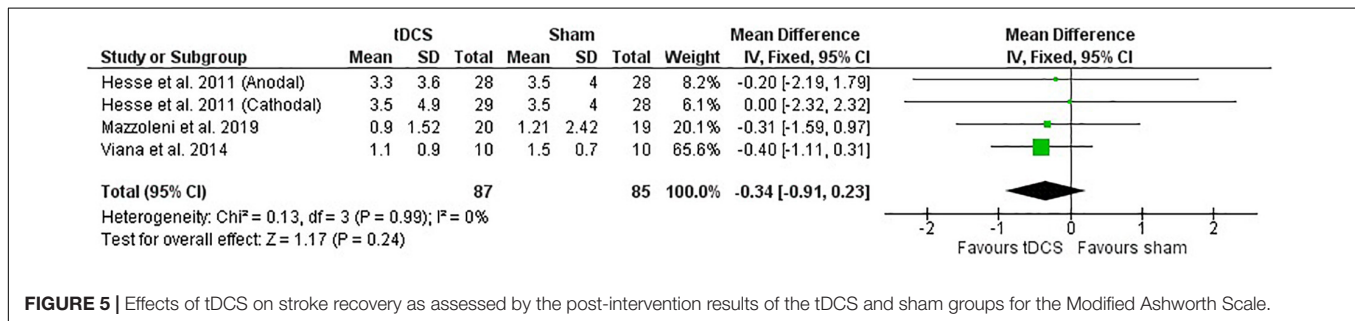 tDCS Sham Mean Difference Mean Difference
Study or Subgroup Mean SD Total Mean SD Total Weight IV, Fixed, 95% CI IV, Fixed, 95% CI
Hesse et al. 2011 (Anodal) 3.3 3.6 28 3.5 4 28 8.2% -0.20 [-2.19, 1.79]
Hesse et al. 2011 (Cathodal) 3.5 4.9 29 3.5 4 28 6.1% 0.00 [-2.32, 2.32]
Mazzoleni et al. 2019 0.9 1.52 20 1.21 2.42 19 20.1% -0.31 [-1.59, 0.97]
Viana et al. 2014 1.1 0.9 10 1.5 0.7 10 65.6% -0.40 [-1.11, 0.31]
Total (95% CI) 87 85 100.0% -0.34 [-0.91, 0.23]
Heterogeneity: Chi² = 0.13, df = 3 (P = 0.99); I² = 0%
Test for overall effect: Z = 1.17 (P = 0.24)
-2 -1 0 1 2
Favours tDCS Favours sham
FIGURE 5 | Effects of tDCS on stroke recovery as assessed by the post-intervention results of the tDCS and sham groups for the Modified Ashworth Scale.